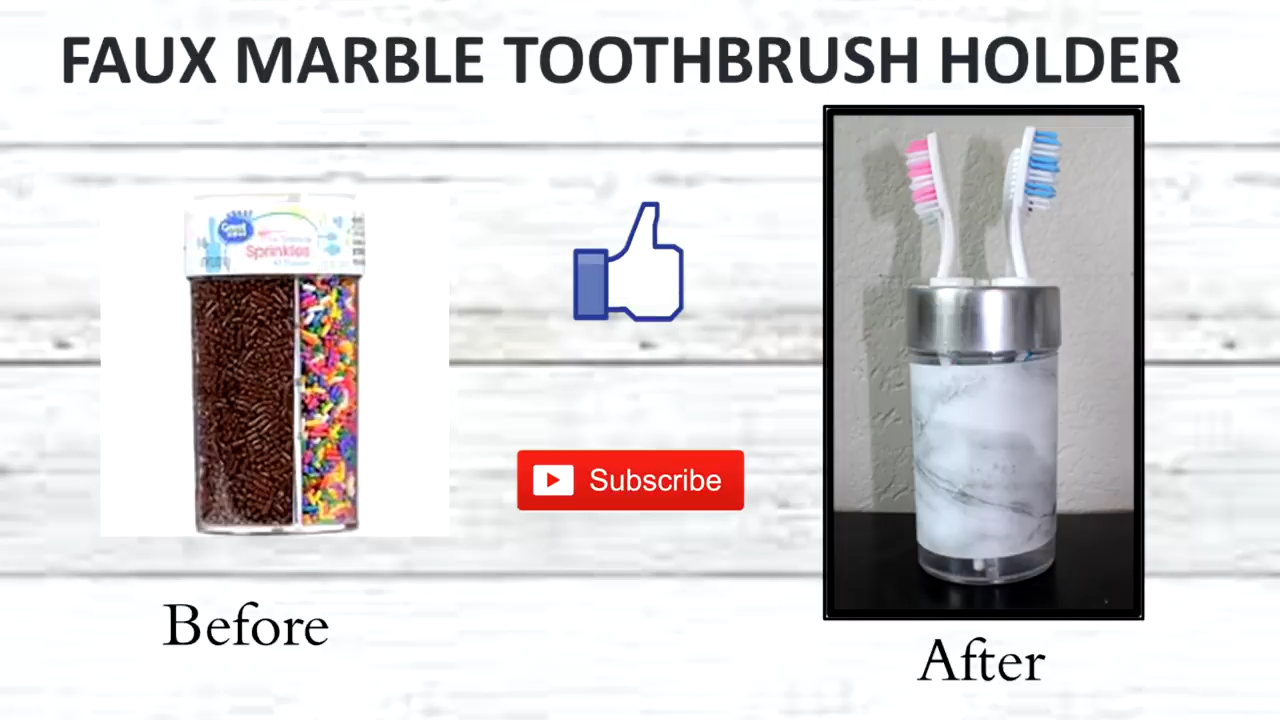 FAUX MARBLE TOOTHBRUSH HOLDER
Sprinkles
Subscribe
Before
After